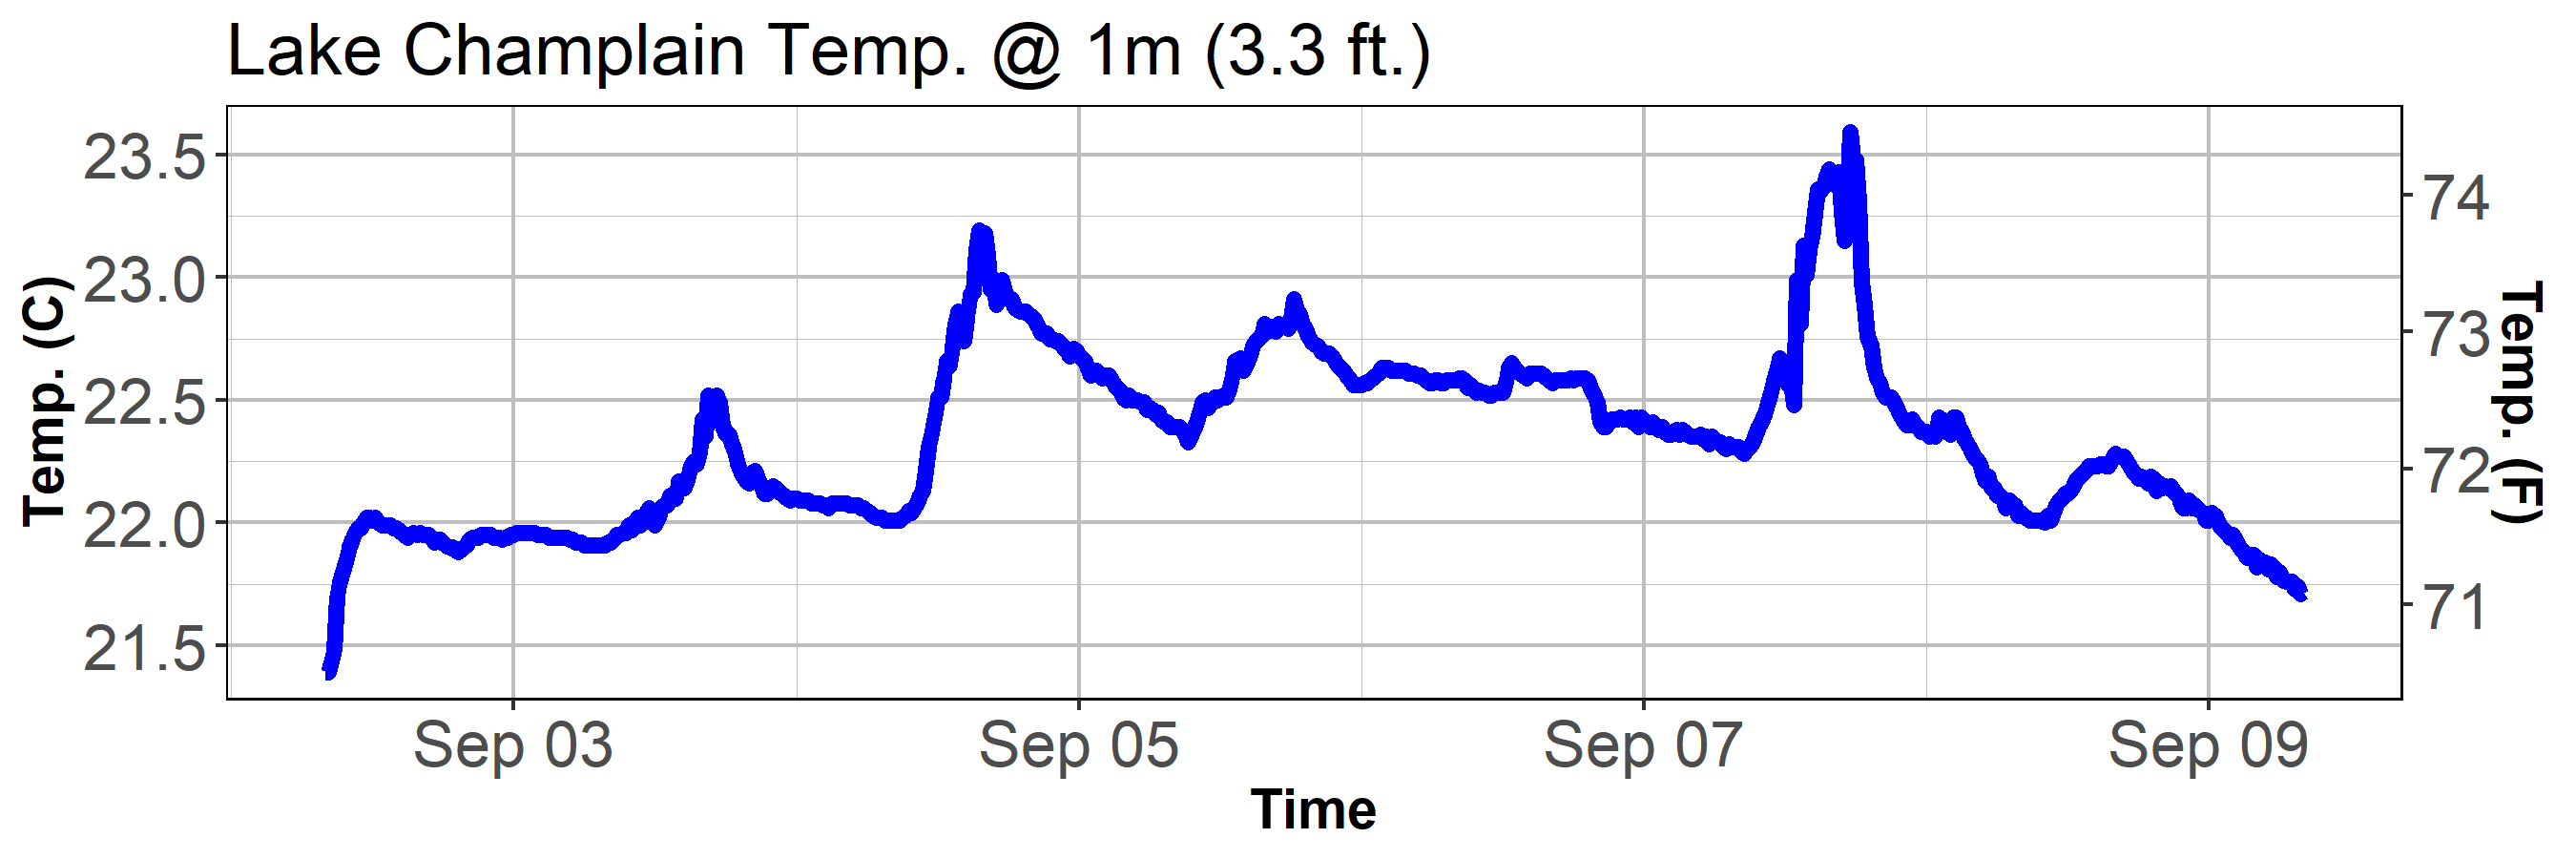 Lake Champlain Temp. @ 1m (3.3 ft.)
Temp. (C)
23.5
23.0
22.5
22.0
21.5
74
73
72
71
Temp. (F)
Sep 03 Sep 05 Sep 07 Sep 09
Time